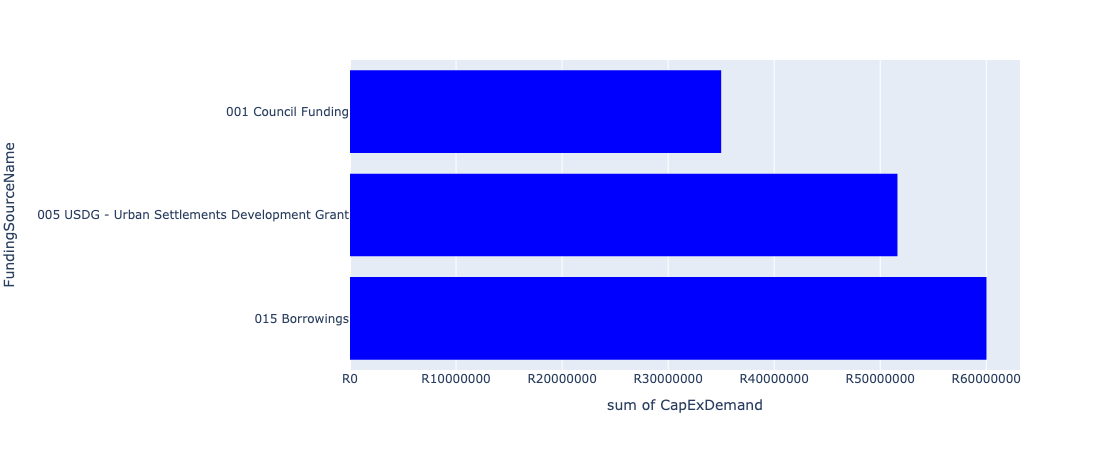 FundingSourceName
001 Council Funding
005 USDG - Urban Settlements Development Grant
015 Borrowings
R0 R10000000 R20000000 R30000000 R40000000 R50000000 R60000000
sum of CapExDemand